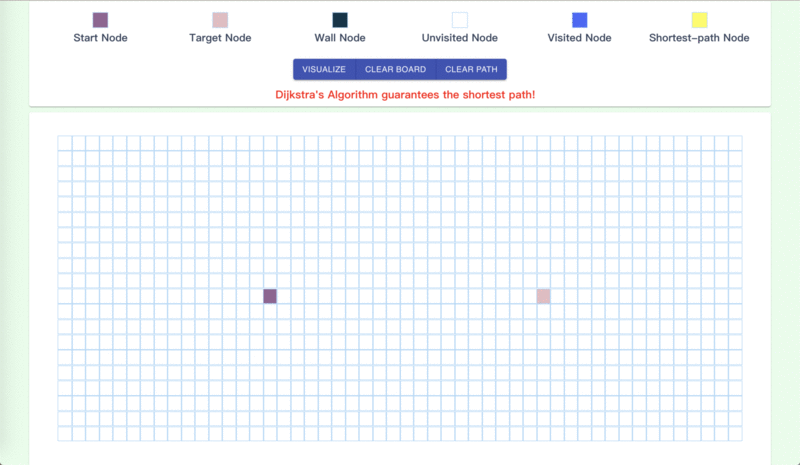 Start Node
Target Node
Wall Node
Unvisited Node
Visited Node
Shortest-path Node
VISUALIZE
CLEAR BOARD
CLEAR PATH
Dijkstra's Algorithm guarantees the shortest path!